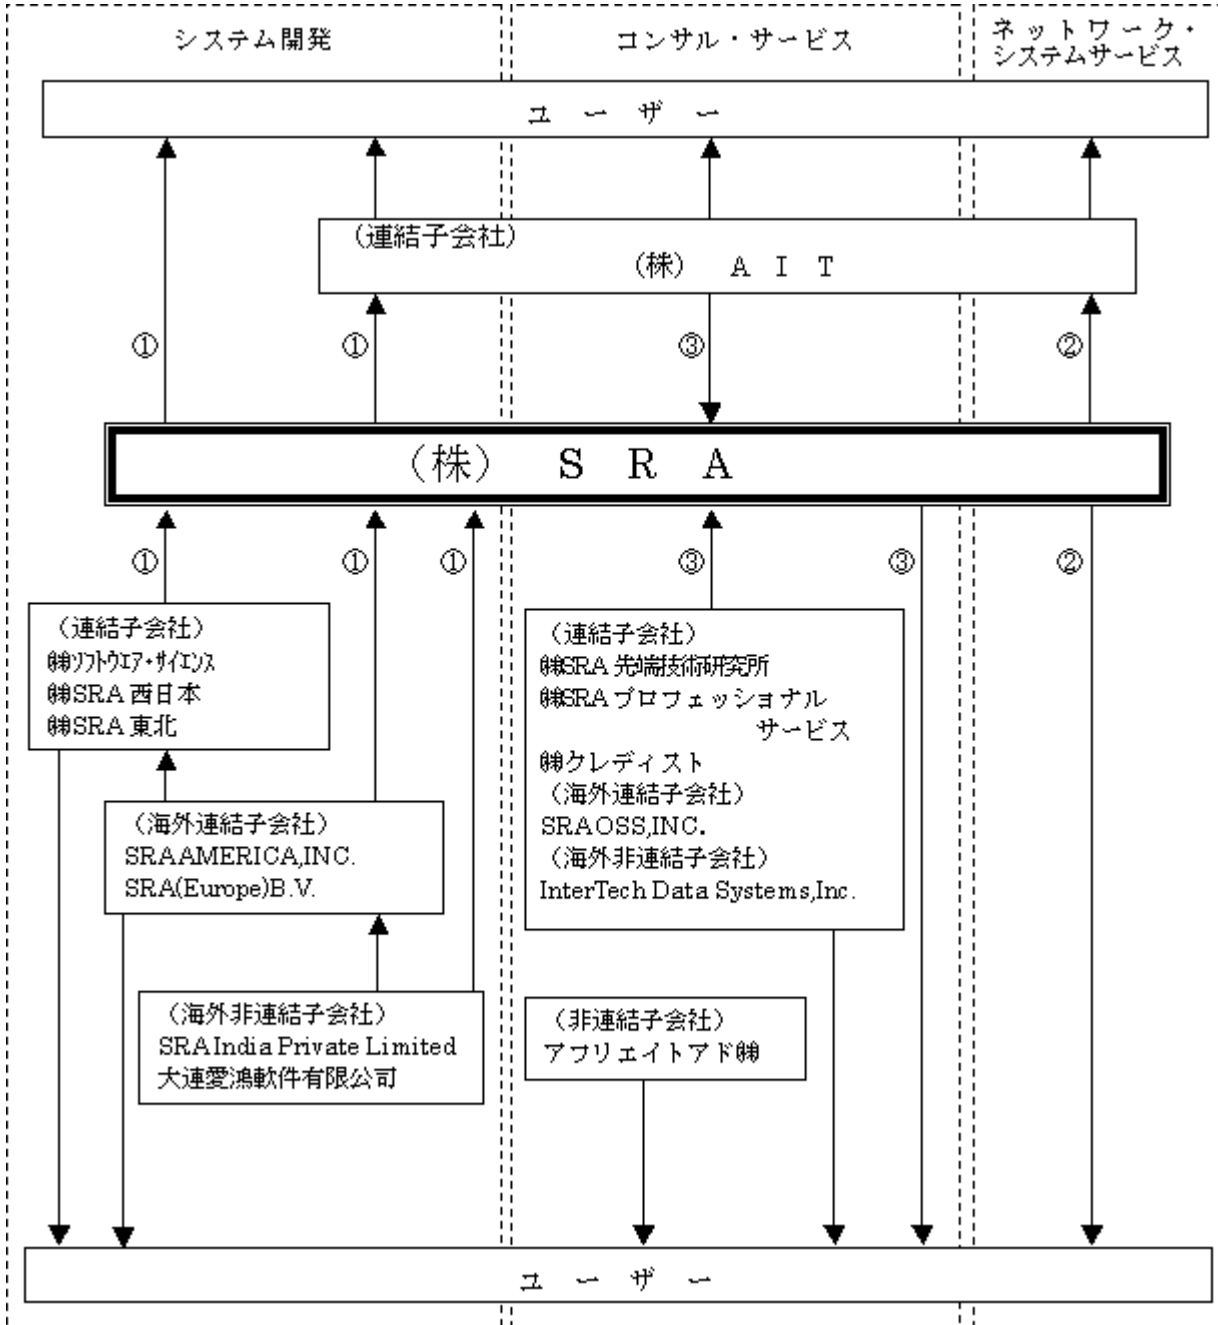 システム開発
コンサル・サービス
ネットワーク・
システムサービス
ユーザー
(連結子会社)
(株) AIT
①
①
③
②
(株) SRA
①
①
①
③
③
②
(連結子会社)
㈱ソフトウエア・サイエンス
㈱SRA西日本
㈱SRA東北
(海外連結子会社)
SRAAMERICA,INC.
SRA(Europe)B.V.
(海外非連結子会社)
SRAIndia Private Limited
大連愛鴻軟件有限公司
(連結子会社)
㈱SRA先端技術研究所
㈱SRAプロフェッショナル
サービス
㈱クレディスト
(海外連結子会社)
SRAOSS,INC.
(海外非連結子会社)
InterTech Data Systems,Inc.
(非連結子会社)
アフリエイトアド㈱
ユーザー